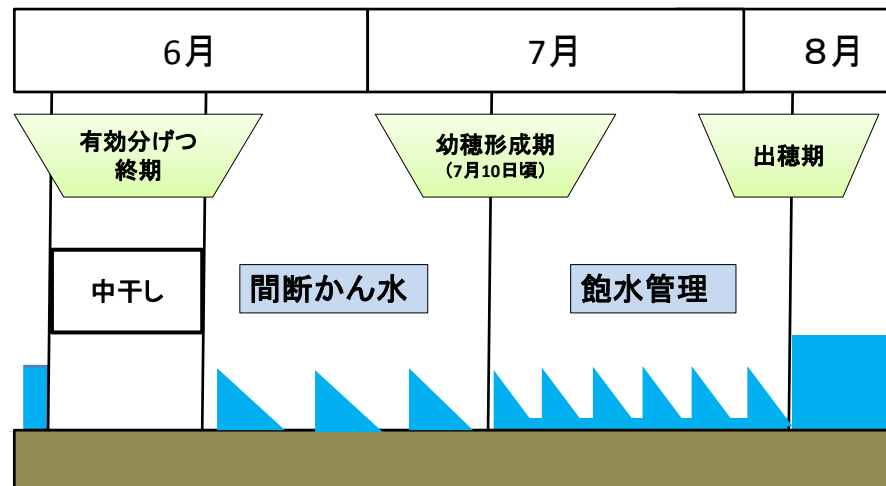 6月
7月
８月
有効分げつ
終期
幼穂形成期
（7月10日頃）
出穂期
中干し
間断かん水
飽水管理